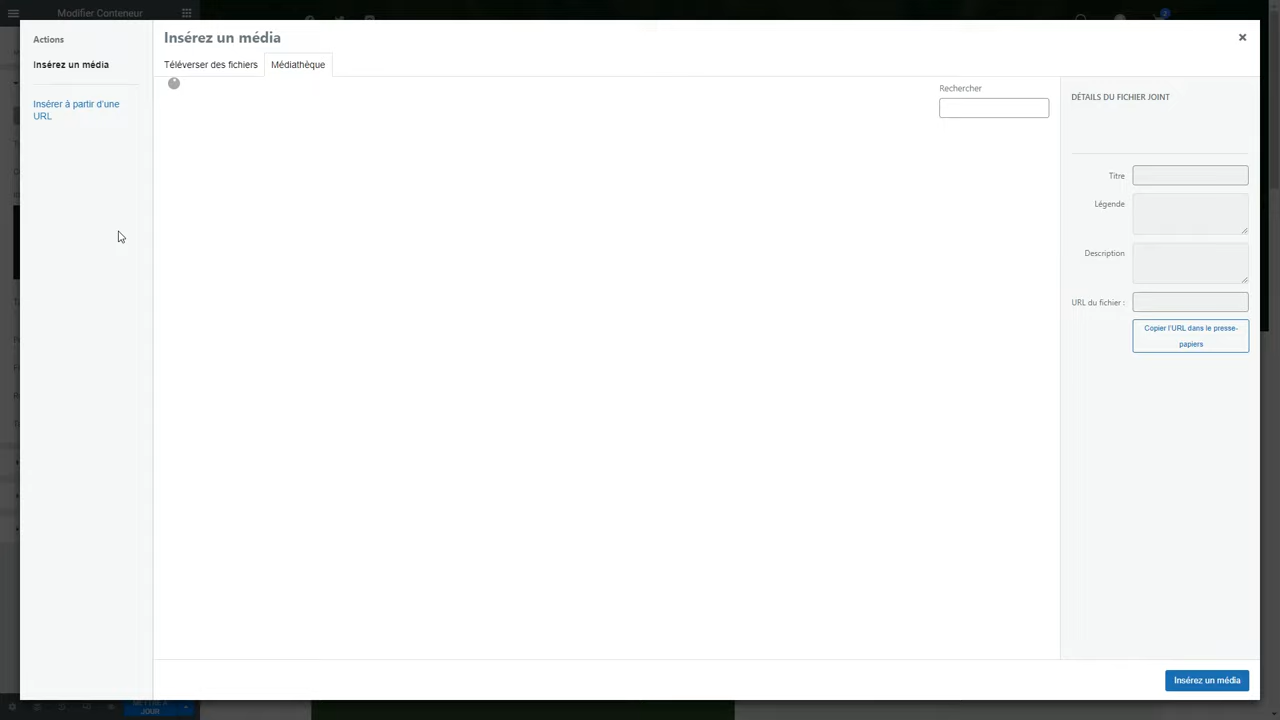 Modifier Conteneur
Actions
Insérez un média
Insérer à partir d'une
URL
Insérez un média
Téléverser des fichiers
Médiathèque
Rechercher
DÉTAILS DU FICHIER JOINT
Titre
Légende
Description
URL du fichier :
Copier l'URL dans le presse-
papiers
Insérez un média
METTRE À
JOUR